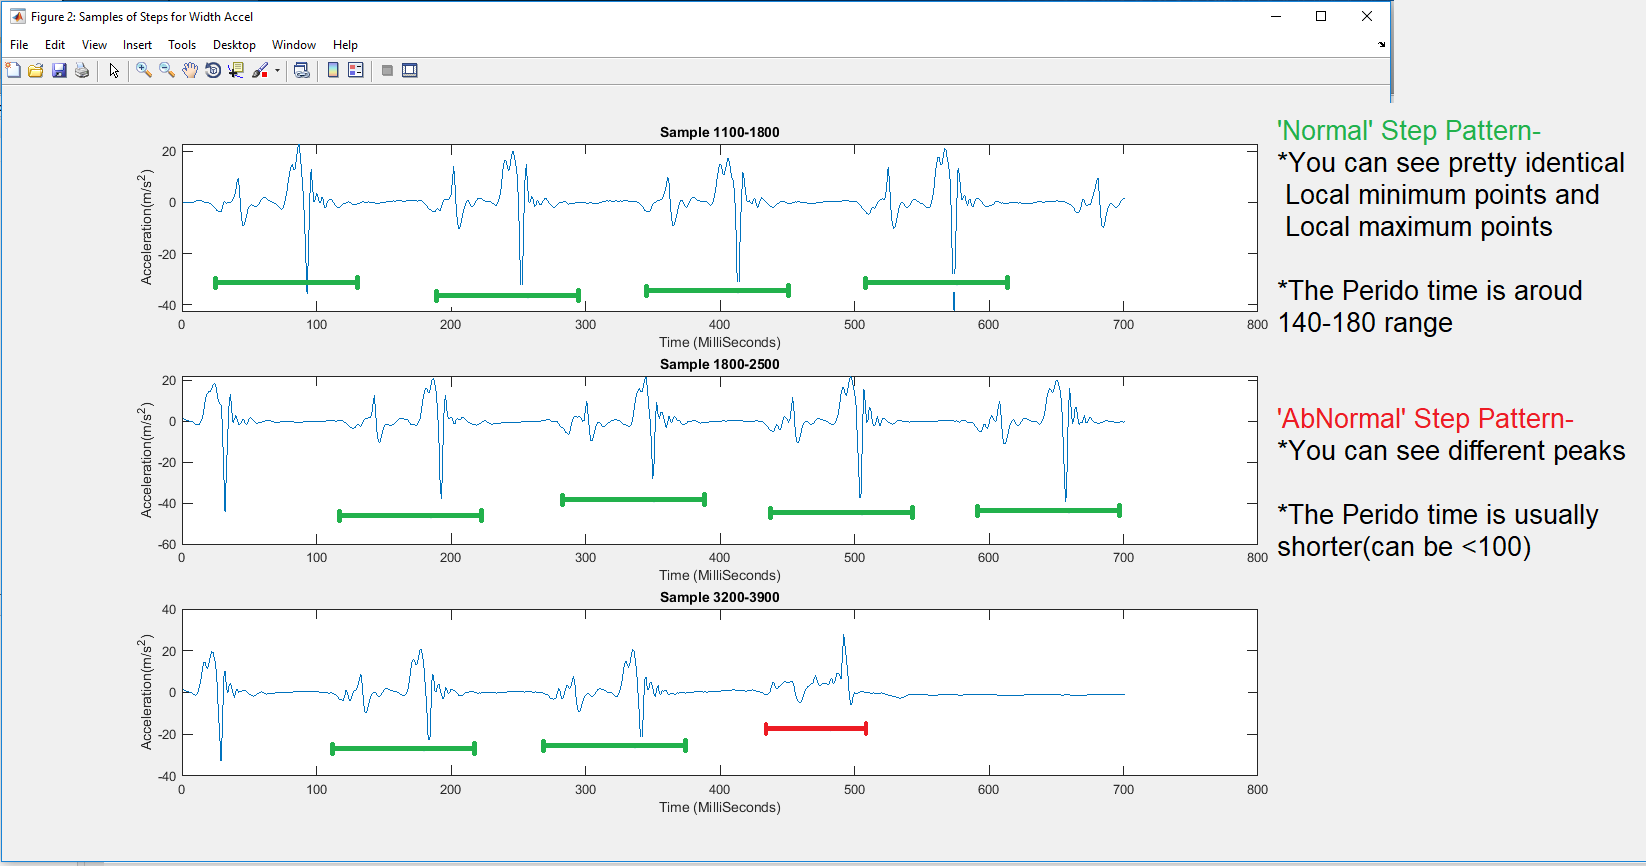 Figure 2: Samples of Steps for Width Accel
File Edit View Insert Tools Desktop Window Help
Sample 1100-1800
Acceleration(m/s²)
20
0
-20
-40
0 100 200 300 400 500 600 700 800
Time (MilliSeconds)
Sample 1800-2500
Acceleration(m/s²)
20
0
-20
-40
-60
0 100 200 300 400 500 600 700 800
Time (MilliSeconds)
Sample 3200-3900
Acceleration(m/s²)
40
20
0
-20
-40
0 100 200 300 400 500 600 700 800
Time (MilliSeconds)
'Normal' Step Pattern-
*You can see pretty identical
Local minimum points and
Local maximum points
*The Perido time is aroud
140-180 range
'AbNormal' Step Pattern-
*You can see different peaks
*The Perido time is usually
shorter(can be <100)